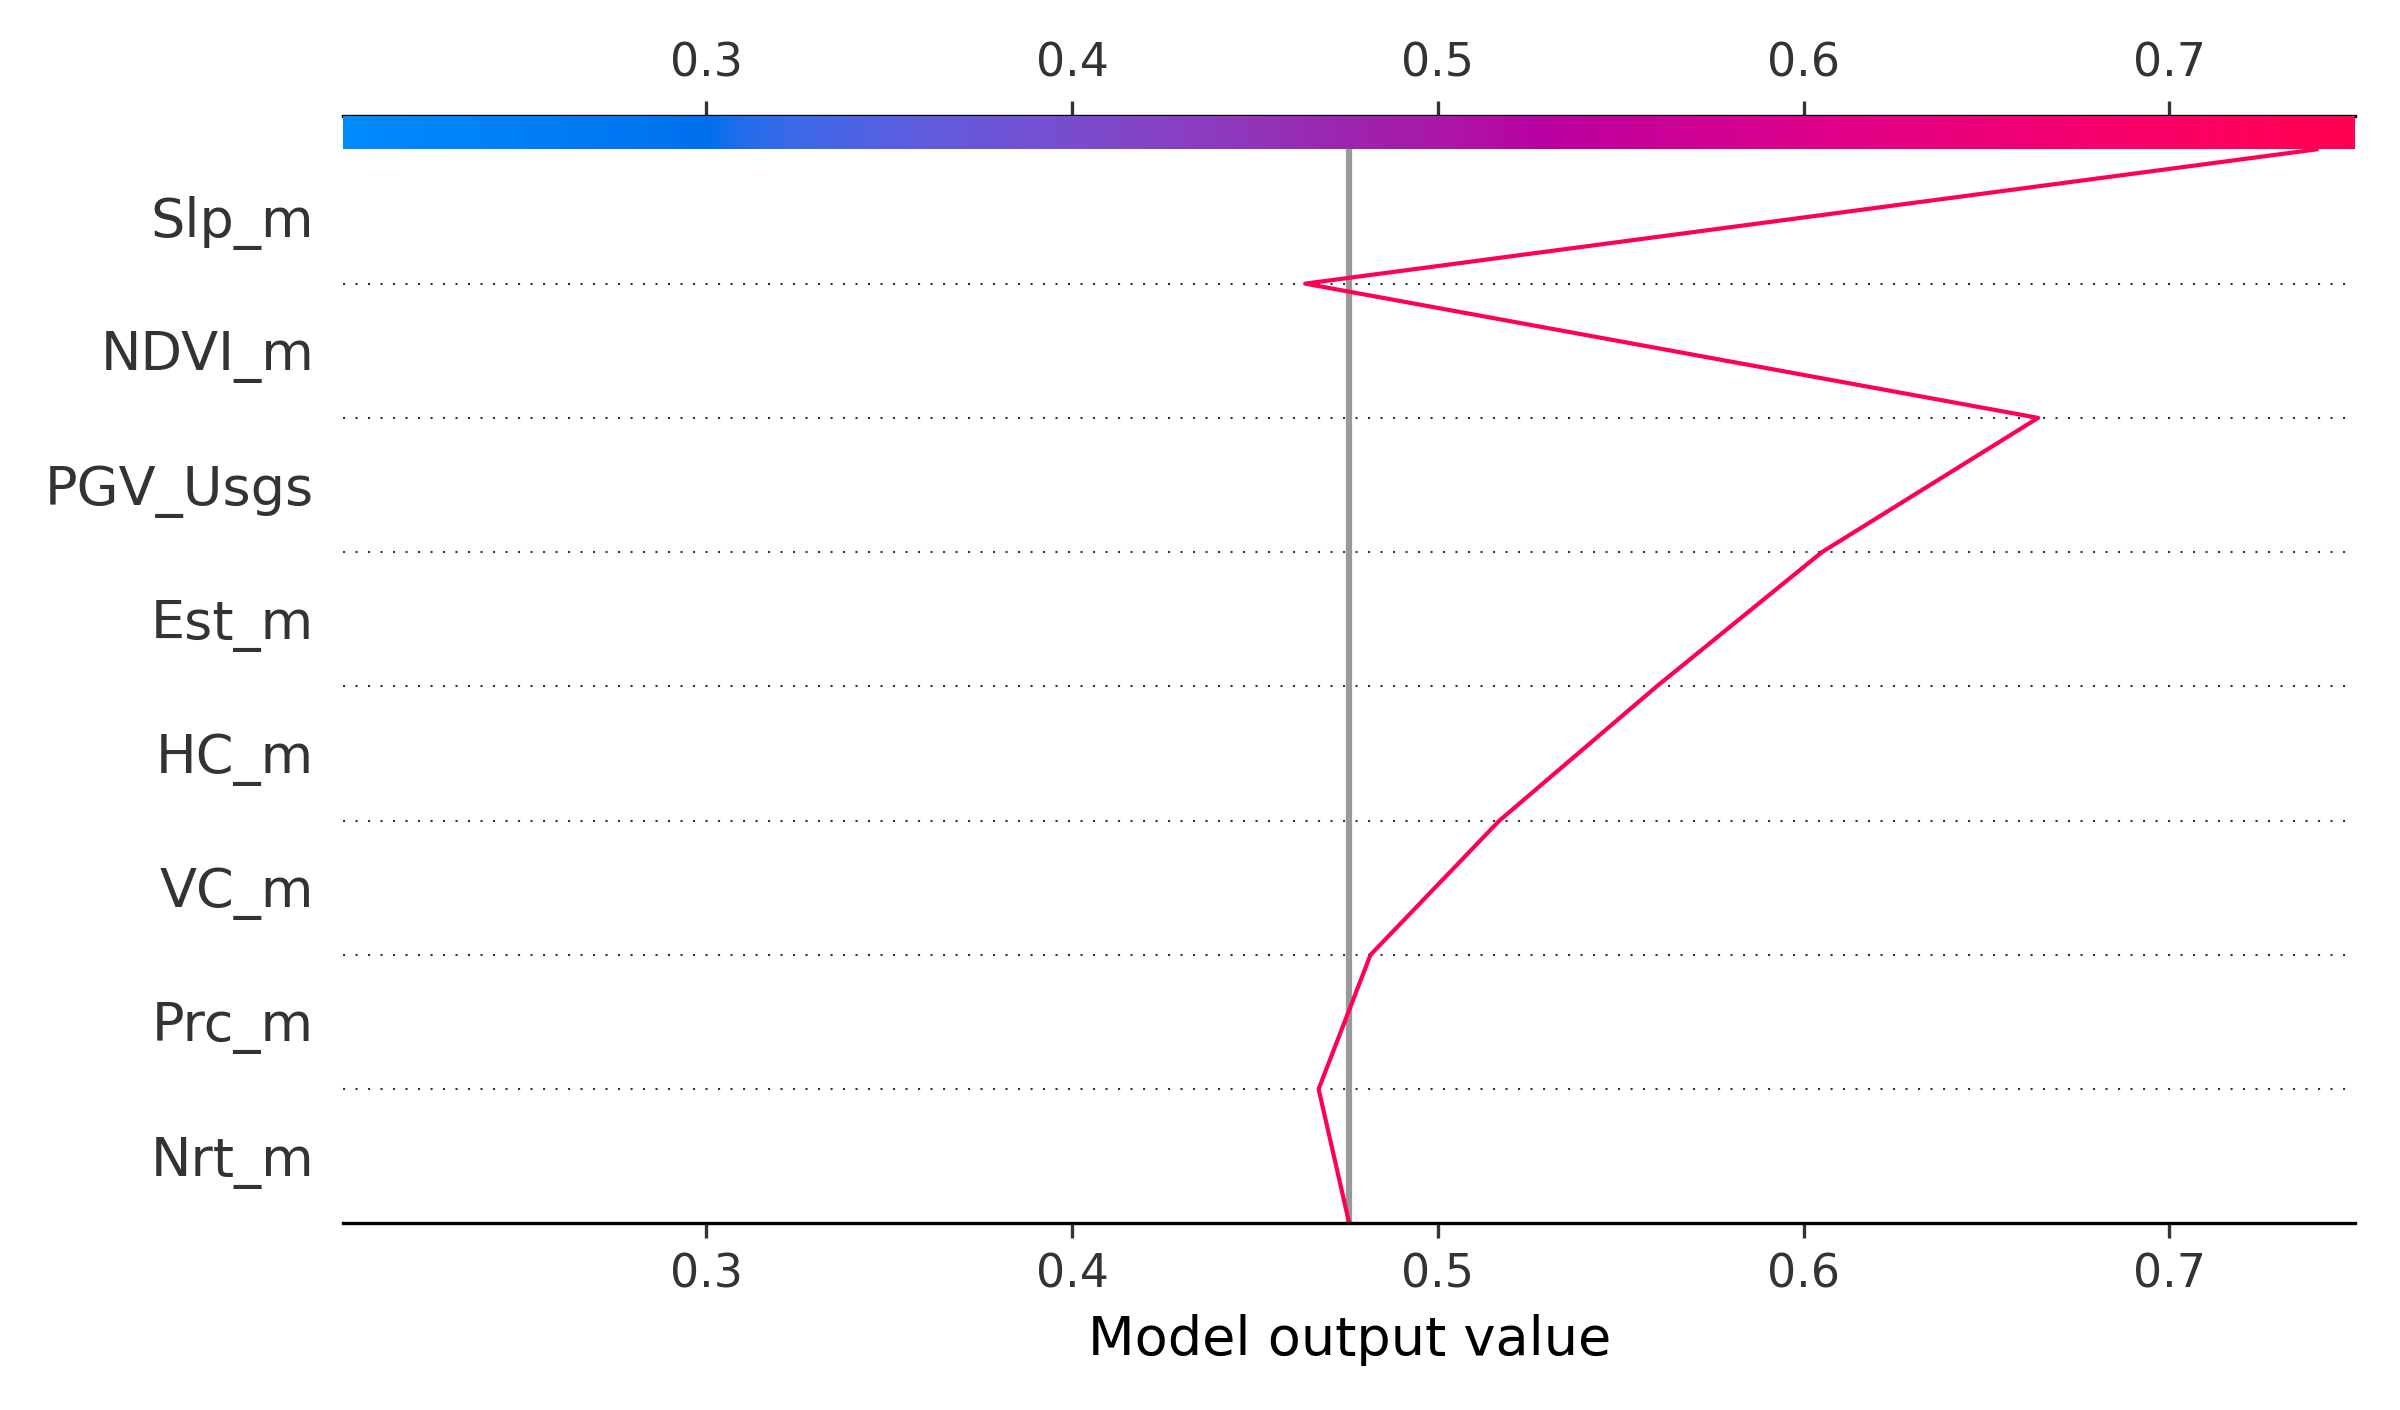 0.3 0.4 0.5 0.6 0.7
Slp_m
NDVI_m
PGV_Usgs
Est_m
HC_m
VC_m
Prc_m
Nrt_m
0.3 0.4 0.5 0.6 0.7
Model output value